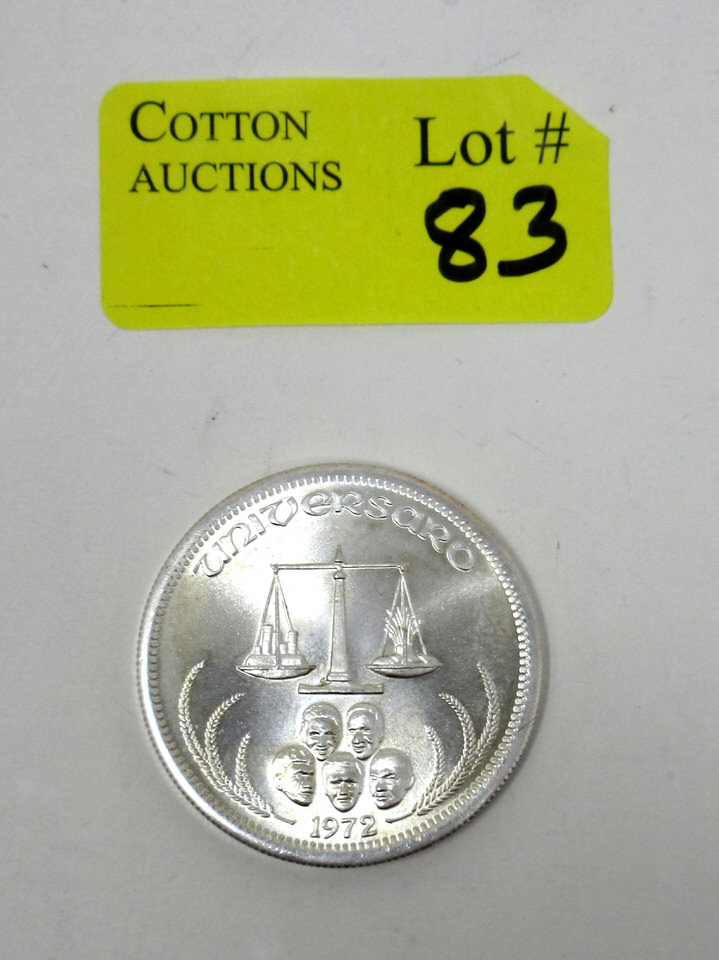 COTTON
AUCTIONS
Lot #
83
UNIVERSARO
1972